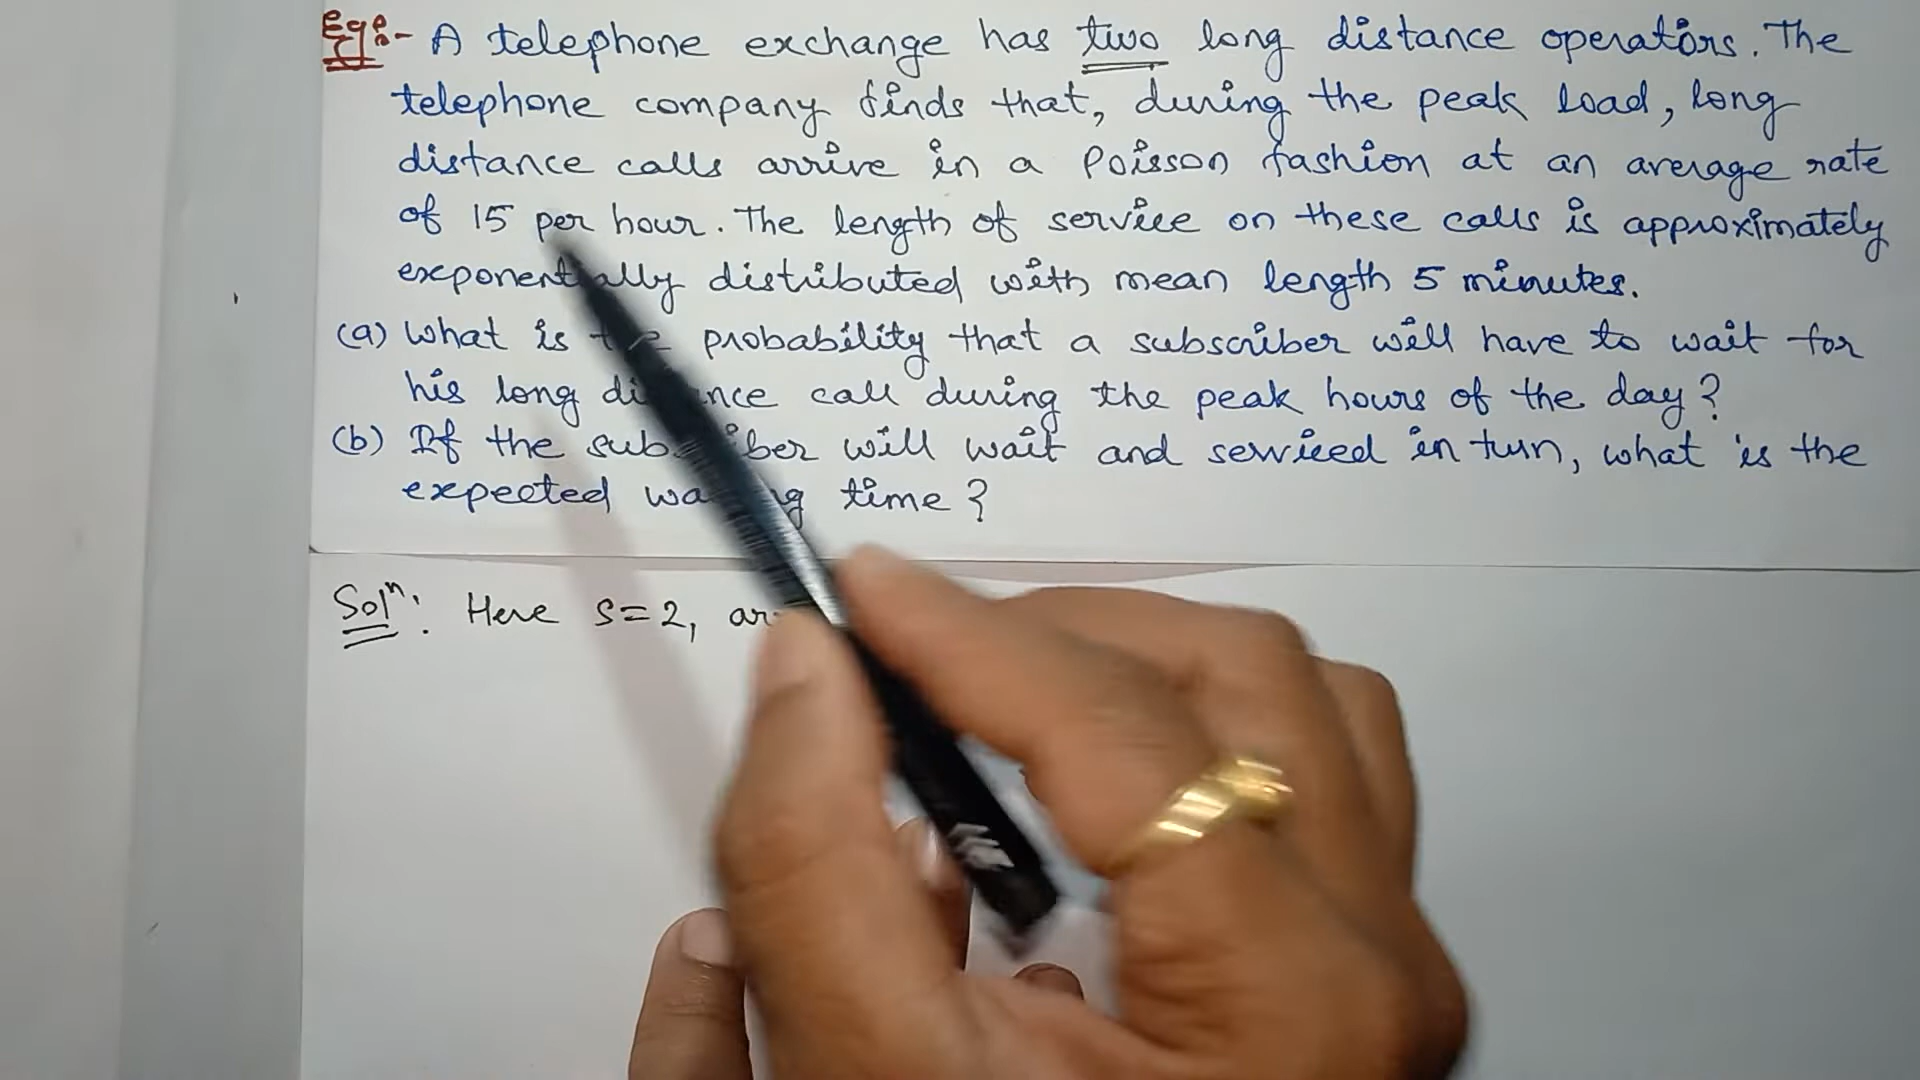 Eg:- A telephone exchange has two long distance operators. The
telephone company finds that, during the peak load, long
distance calls arrive in a Poisson fashion at an average rate
of 15 per hour. The length of service on these calls is approximately
exponentially distributed with mean length 5 minutes.
(a) What is the probability that a subscriber will have to wait for
his long distance call during the peak hours of the day?
(b) If the subscriber will wait and serviced in turn, what is the
expected waiting time?
Solⁿ: Here S=2, ar